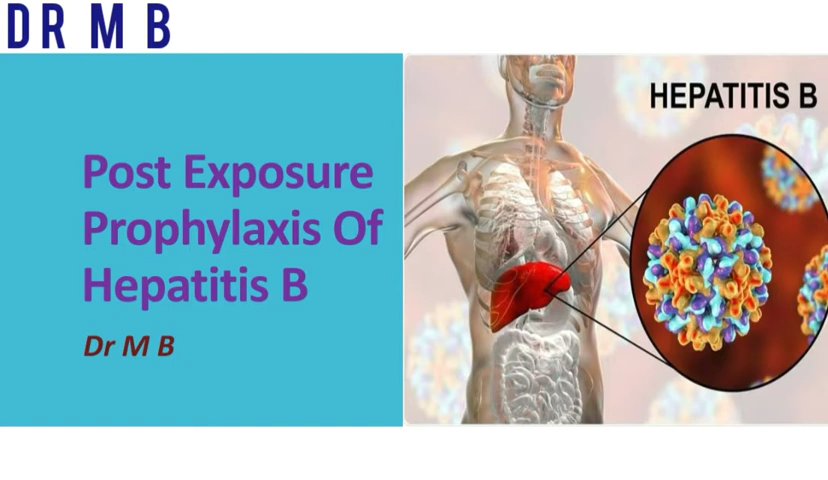 DR M B
HEPATITIS B
Post Exposure
Prophylaxis Of
Hepatitis B
Dr M B